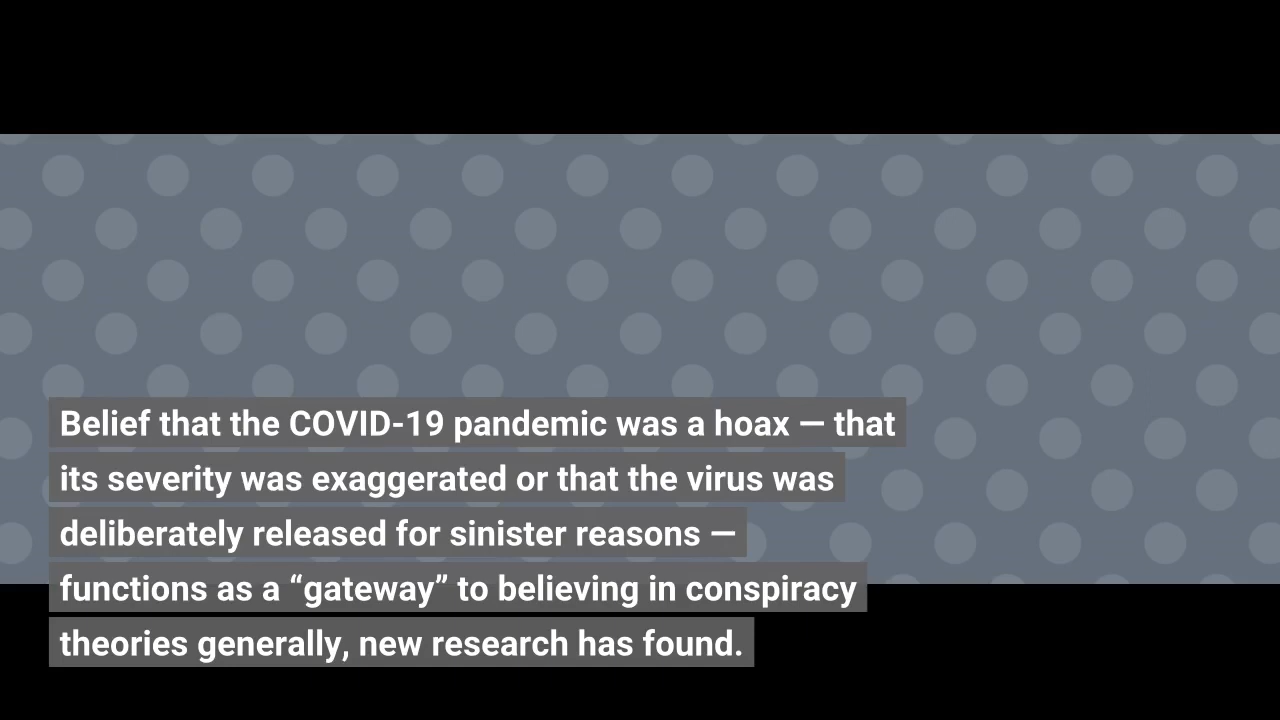 Belief that the COVID-19 pandemic was a hoax — that
its severity was exaggerated or that the virus was
deliberately released for sinister reasons —
functions as a “gateway” to believing in conspiracy
theories generally, new research has found.